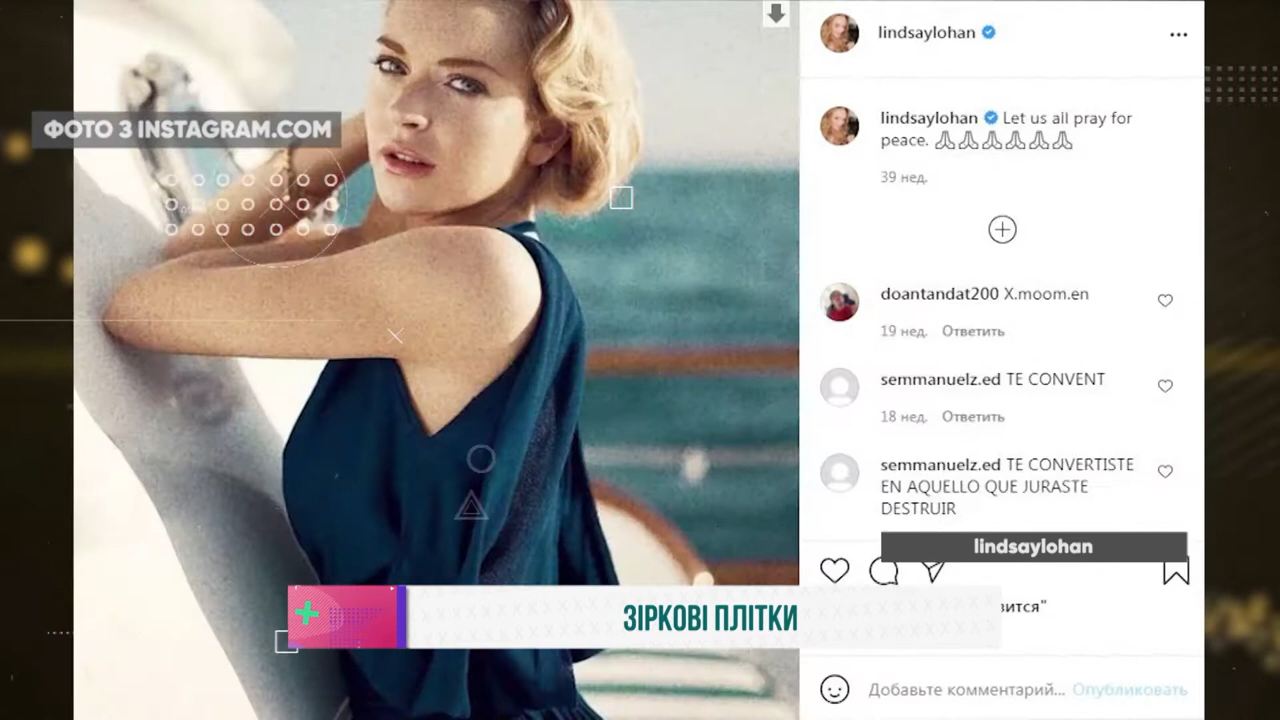 ФОТО З INSTAGRAM.COM
lindsaylohan
lindsaylohan Let us all pray for
peace. 🙏🙏🙏🙏🙏🙏
39 нед.
doantandat200 X.moom.en
19 нед. Ответить
semmanuelz.ed TE CONVENT
18 нед. Ответить
semmanuelz.ed TE CONVERTISTE
EN AQUELLO QUE JURASTE
DESTRUIR
lindsaylohan
ЗІРКОВІ ПЛІТКИ
Добавьте комментарий... Опубликовать